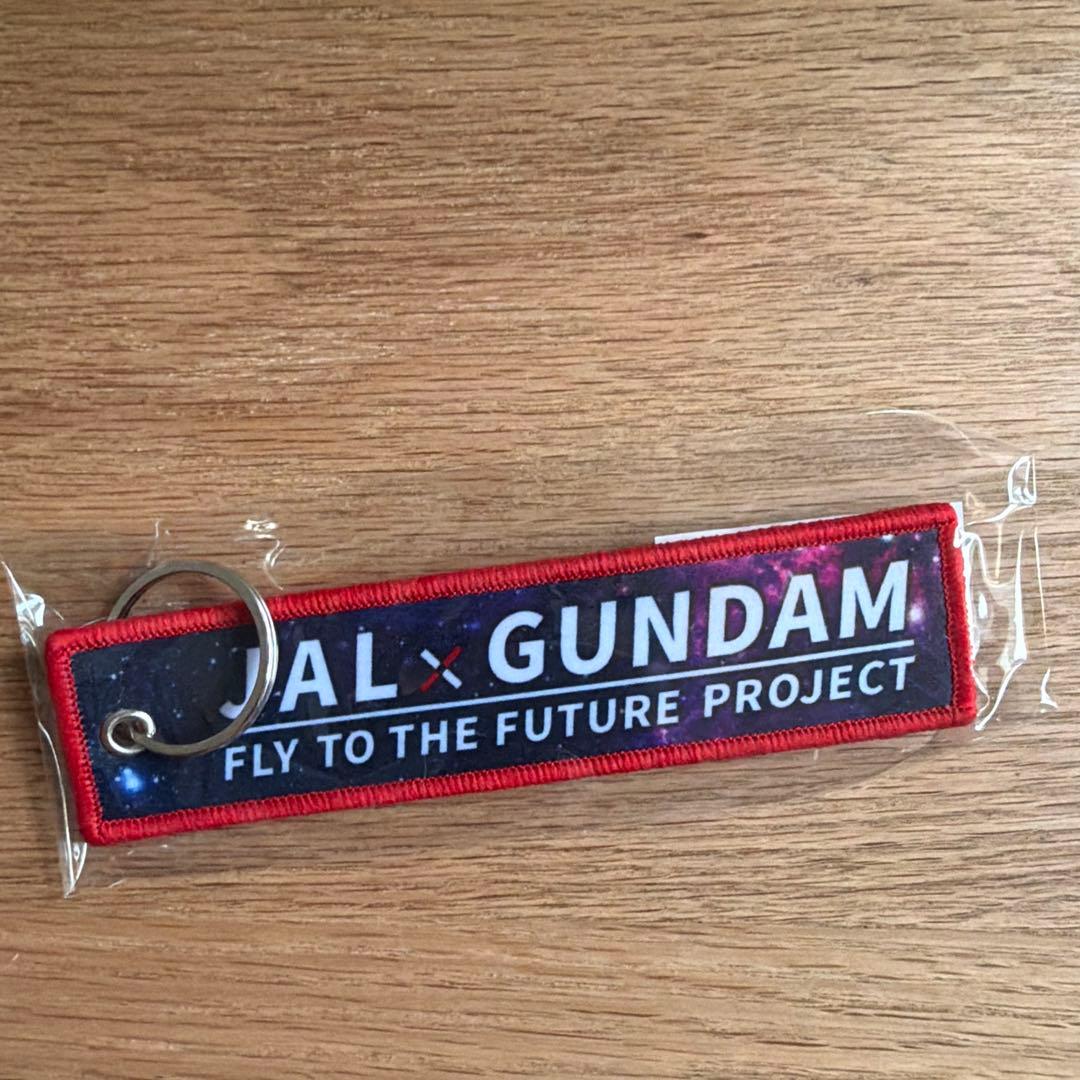 JAL × GUNDAM
FLY TO THE FUTURE PROJECT